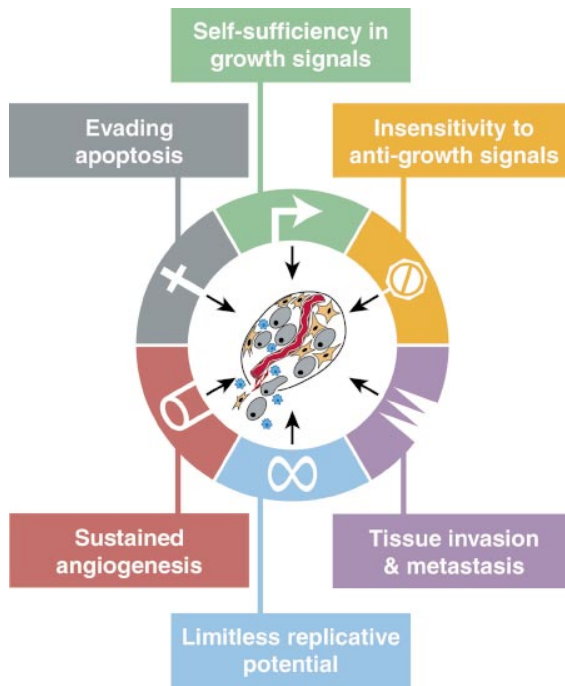 Self-sufficiency in
growth signals
Evading
apoptosis
Insensitivity to
anti-growth signals
Sustained
angiogenesis
Tissue invasion
& metastasis
Limitless replicative
potential